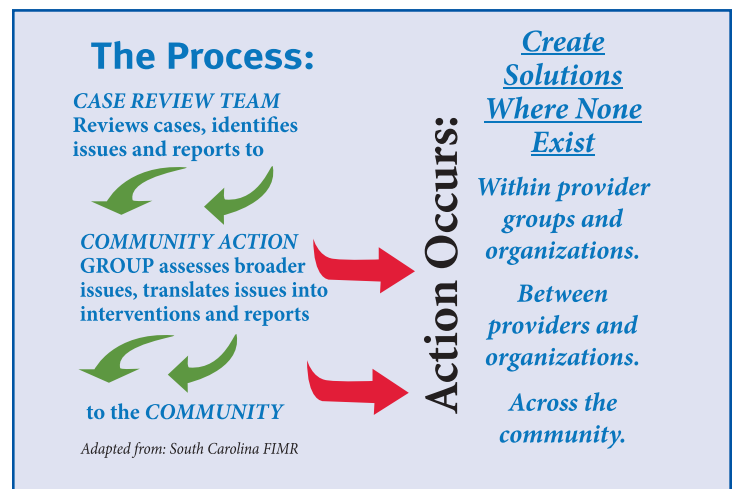 The Process:
CASE REVIEW TEAM
Reviews cases, identifies
issues and reports to
COMMUNITY ACTION
GROUP assesses broader
issues, translates issues into
interventions and reports
to the COMMUNITY
Adapted from: South Carolina FIMR
Action Occurs:
Create
Solutions
Where None
Exist
Within provider
groups and
organizations.
Between
providers and
organizations.
Across the
community.